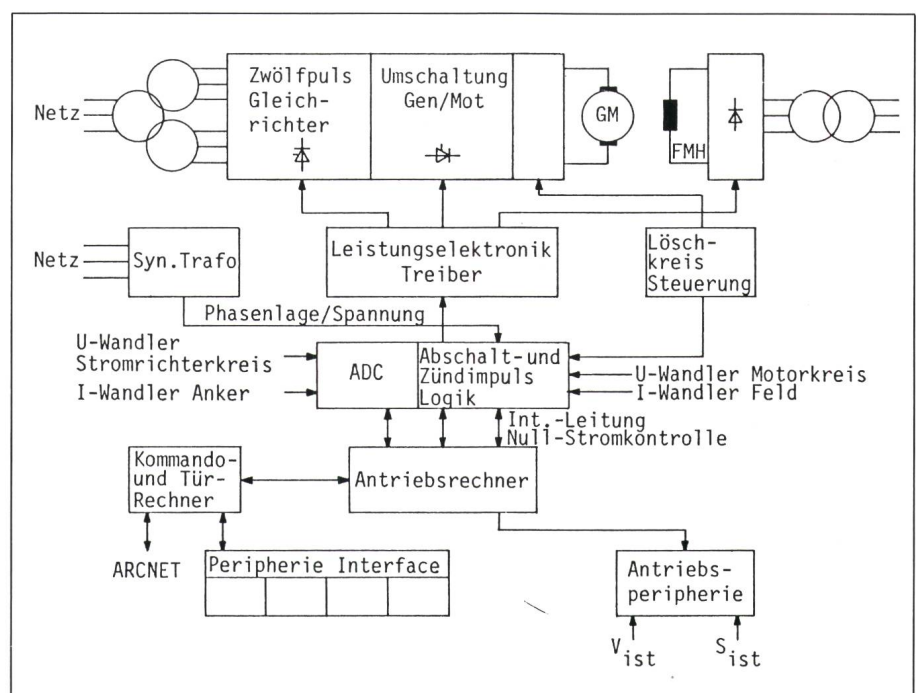 Zwölfpuls
Gleich-
richter
Umschaltung
Gen/Mot
Netz
GM
FMH
Netz
Syn.Trafo
Leistungselektronik
Treiber
Lösch-
kreis
Steuerung
Phasenlage/Spannung
U-Wandler
Stromrichterkreis
I-Wandler Anker
ADC
Abschalt-und
Zündimpuls
Logik
U-Wandler Motorkreis
I-Wandler Feld
Int.-Leitung
Null-Stromkontrolle
Kommando-
und Tür-
Rechner
Antriebsrechner
ARCNET
Peripherie Interface
Antriebs-
peripherie
Vist
Sist